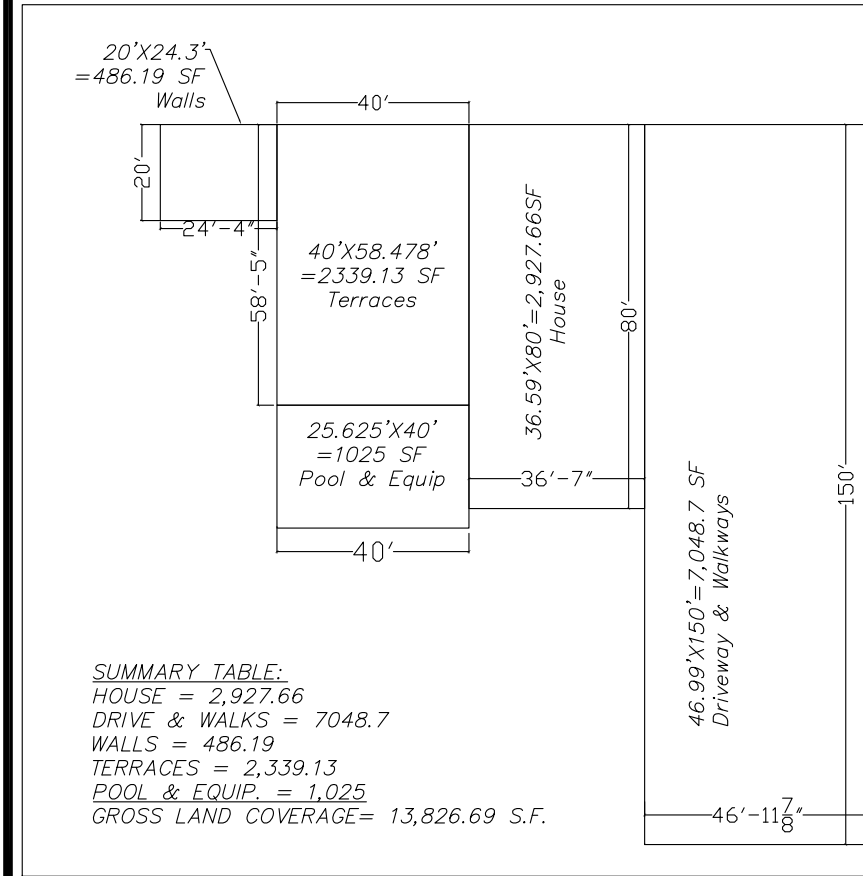 20'X24.3'
=486.19 SF
Walls
40'
20'
24'-4"
58'-5"
40'X58.478'
=2339.13 SF
Terraces
25.625'X40'
=1025 SF
Pool & Equip
40'
36.59'X80'=2,927.66SF
House
80'
36'-7"
46.99'X150'=7,048.7 SF
Driveway & Walkways
150'
46'-11 7/8"
SUMMARY TABLE:
HOUSE = 2,927.66
DRIVE & WALKS = 7048.7
WALLS = 486.19
TERRACES = 2,339.13
POOL & EQUIP. = 1,025
GROSS LAND COVERAGE= 13,826.69 S.F.